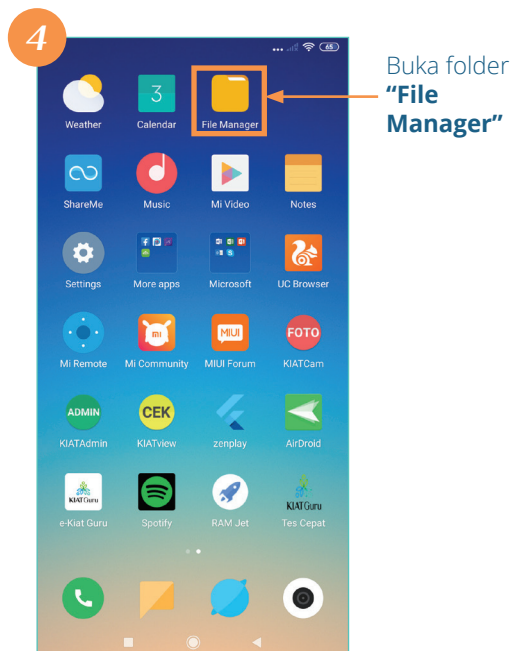 4
65
Buka folder
“File
Manager”
3
Weather
Calendar
File Manager
ShareMe
Music
Mi Video
Notes
Settings
More apps
Microsoft
UC Browser
mi
MIUI
FOTO
Mi Remote
Mi Community
MIUI Forum
KIATCam
ADMIN
CEK
KIATAdmin
KIATview
zenplay
AirDroid
KIATGuru
KIATGuru
e-Kiat Guru
Spotify
RAM Jet
Tes Cepat